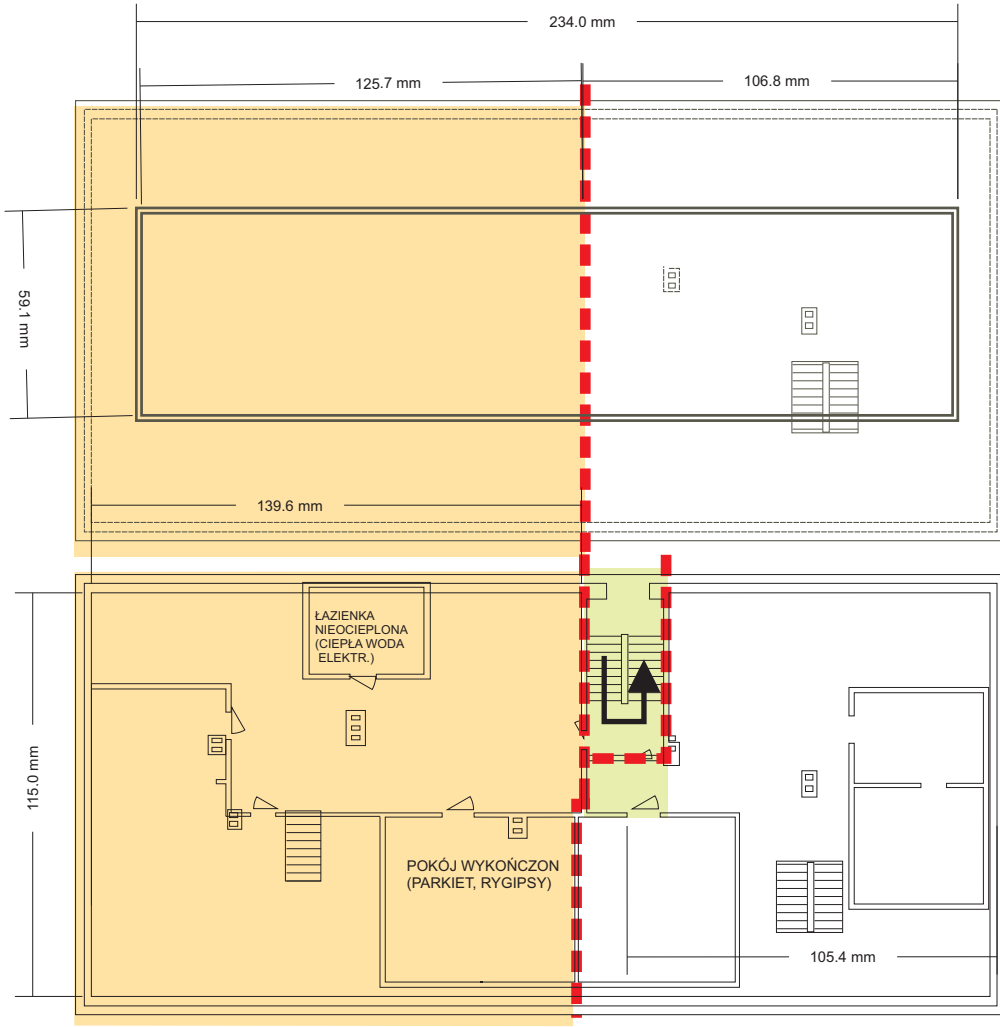 234.0 mm
125.7 mm
106.8 mm
59.1 mm
139.6 mm
ŁAZIENKA
NIEOCIEPLONA
(CIEPŁA WODA
ELEKTR.)
115.0 mm
POKÓJ WYKOŃCZON
(PARKIET, RYGIPSY)
105.4 mm